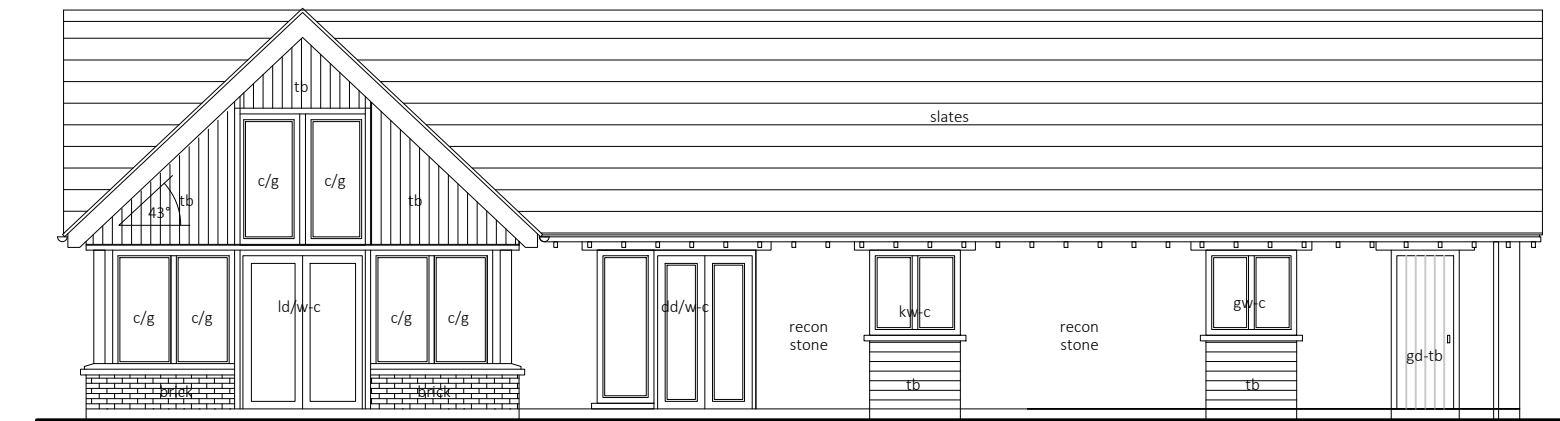 tb
slates
c/g
c/g
tb
tb
43°
c/g
c/g
ld/w-c
c/g
c/g
dd/w-c
kw-c
gw-c
recon
stone
recon
stone
gd-tb
brick
brick
tb
tb